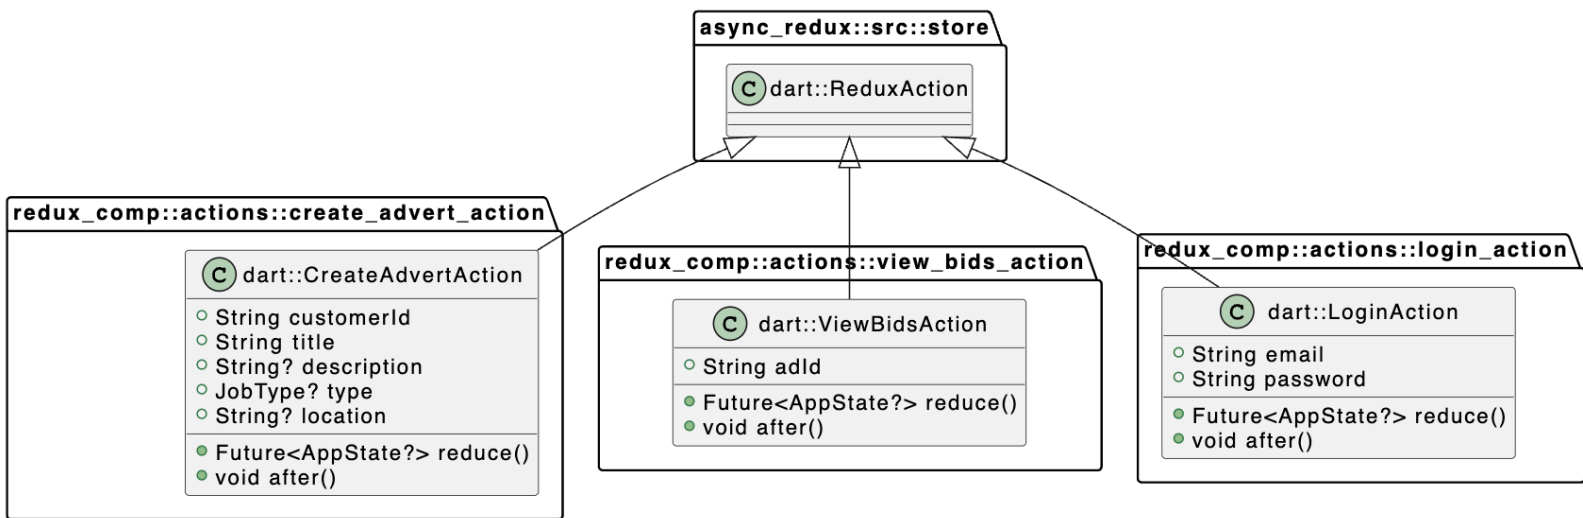 async_redux::src::store
C dart::ReduxAction
redux_comp::actions::create_advert_action
C dart::CreateAdvertAction
String customerId
String title
String? description
JobType? type
String? location
Future<AppState?> reduce()
void after()
redux_comp::actions::view_bids_action
C dart::ViewBidsAction
String adId
Future<AppState?> reduce()
void after()
redux_comp::actions::login_action
C dart::LoginAction
String email
String password
Future<AppState?> reduce()
void after()